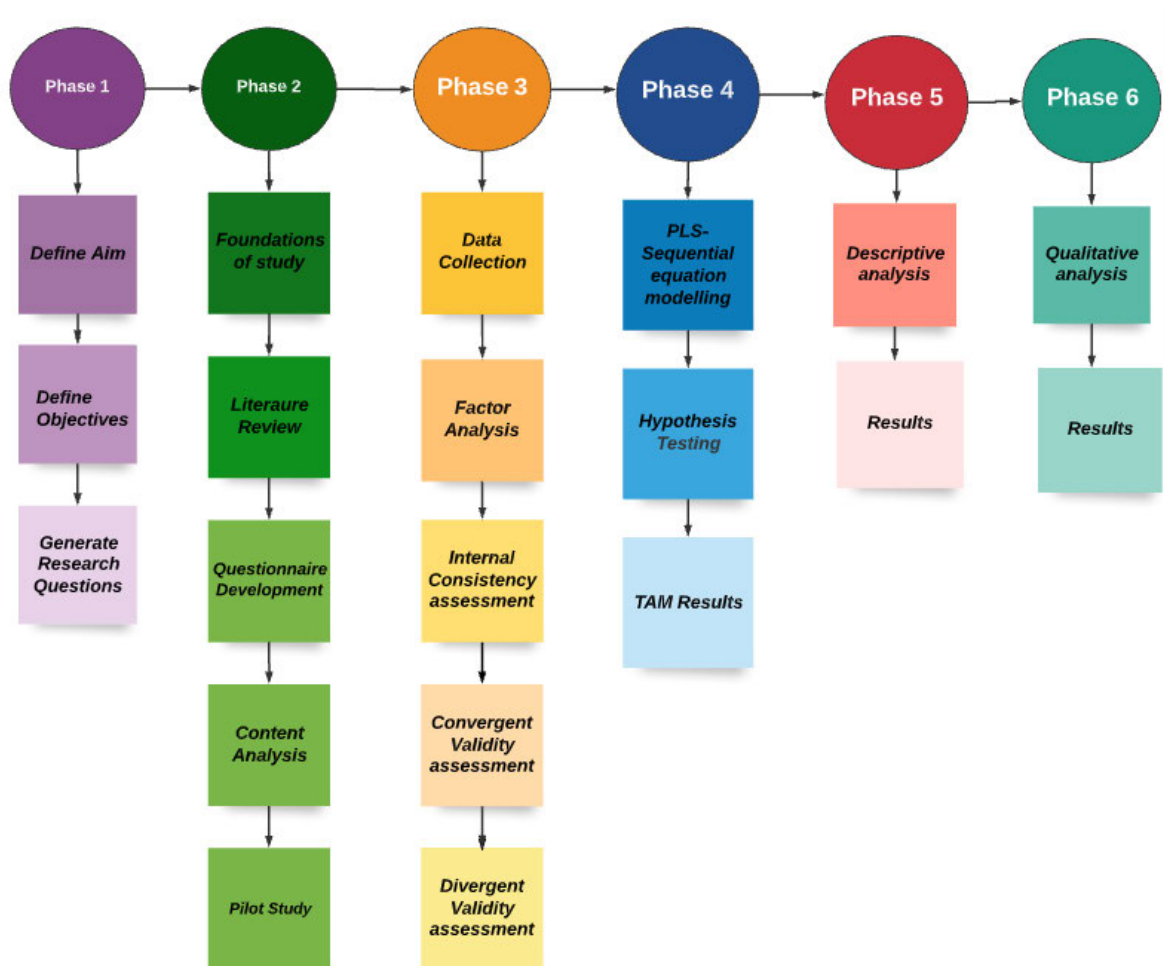 Phase 1
Phase 2
Phase 3
Phase 4
Phase 5
Phase 6
Define Aim
Define
Objectives
Generate
Research
Questions
Foundations
of study
Literaure
Review
Questionnaire
Development
Content
Analysis
Pilot Study
Data
Collection
Factor
Analysis
Internal
Consistency
assessment
Convergent
Validity
assessment
Divergent
Validity
assessment
PLS-
Sequential
equation
modelling
Hypothesis
Testing
TAM Results
Descriptive
analysis
Results
Qualitative
analysis
Results